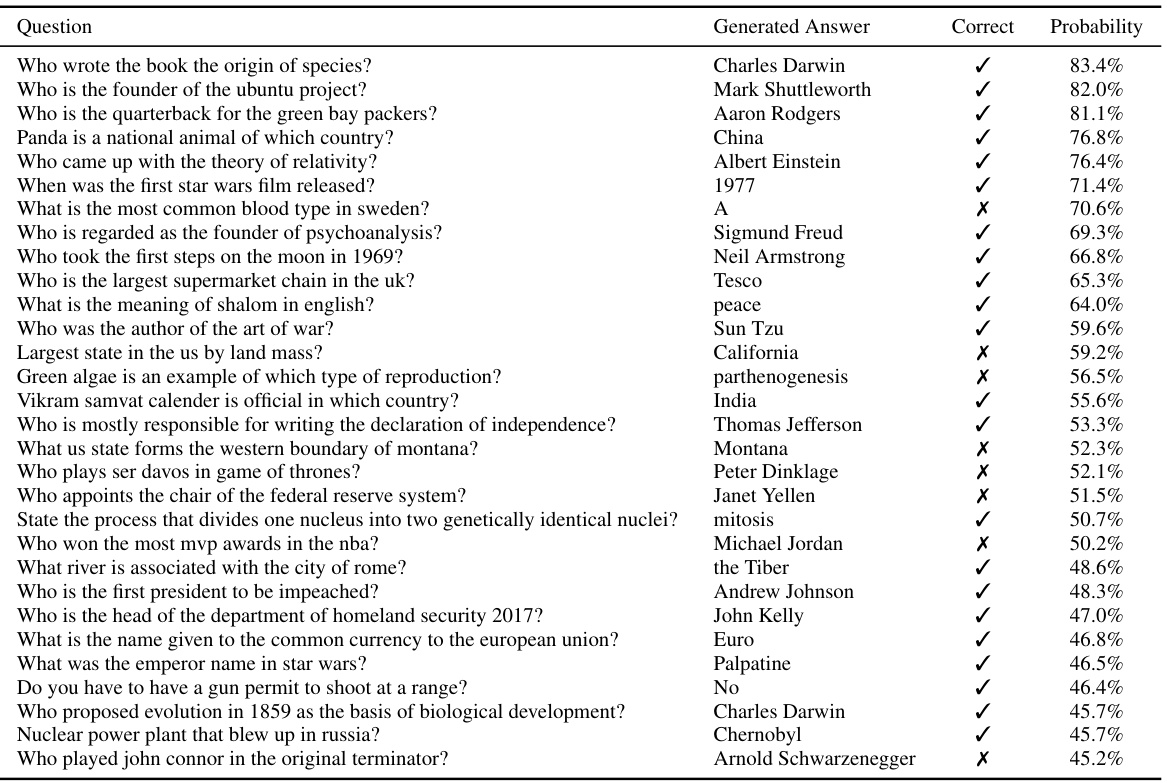 Question Generated Answer Correct Probability
Who wrote the book the origin of species? Charles Darwin ✓ 83.4%
Who is the founder of the ubuntu project? Mark Shuttleworth ✓ 82.0%
Who is the quarterback for the green bay packers? Aaron Rodgers ✓ 81.1%
Panda is a national animal of which country? China ✓ 76.8%
Who came up with the theory of relativity? Albert Einstein ✓ 76.4%
When was the first star wars film released? 1977 ✓ 71.4%
What is the most common blood type in sweden? A ✗ 70.6%
Who is regarded as the founder of psychoanalysis? Sigmund Freud ✓ 69.3%
Who took the first steps on the moon in 1969? Neil Armstrong ✓ 66.8%
Who is the largest supermarket chain in the uk? Tesco ✓ 65.3%
What is the meaning of shalom in english? peace ✓ 64.0%
Who was the author of the art of war? Sun Tzu ✓ 59.6%
Largest state in the us by land mass? California ✗ 59.2%
Green algae is an example of which type of reproduction? parthenogenesis ✗ 56.5%
Vikram samvat calender is official in which country? India ✓ 55.6%
Who is mostly responsible for writing the declaration of independence? Thomas Jefferson ✓ 53.3%
What us state forms the western boundary of montana? Montana ✗ 52.3%
Who plays ser davos in game of thrones? Peter Dinklage ✗ 52.1%
Who appoints the chair of the federal reserve system? Janet Yellen ✗ 51.5%
State the process that divides one nucleus into two genetically identical nuclei? mitosis ✓ 50.7%
Who won the most mvp awards in the nba? Michael Jordan ✗ 50.2%
What river is associated with the city of rome? the Tiber ✓ 48.6%
Who is the first president to be impeached? Andrew Johnson ✓ 48.3%
Who is the head of the department of homeland security 2017? John Kelly ✓ 47.0%
What is the name given to the common currency to the european union? Euro ✓ 46.8%
What was the emperor name in star wars? Palpatine ✓ 46.5%
Do you have to have a gun permit to shoot at a range? No ✓ 46.4%
Who proposed evolution in 1859 as the basis of biological development? Charles Darwin ✓ 45.7%
Nuclear power plant that blew up in russia? Chernobyl ✓ 45.7%
Who played john connor in the original terminator? Arnold Schwarzenegger ✗ 45.2%